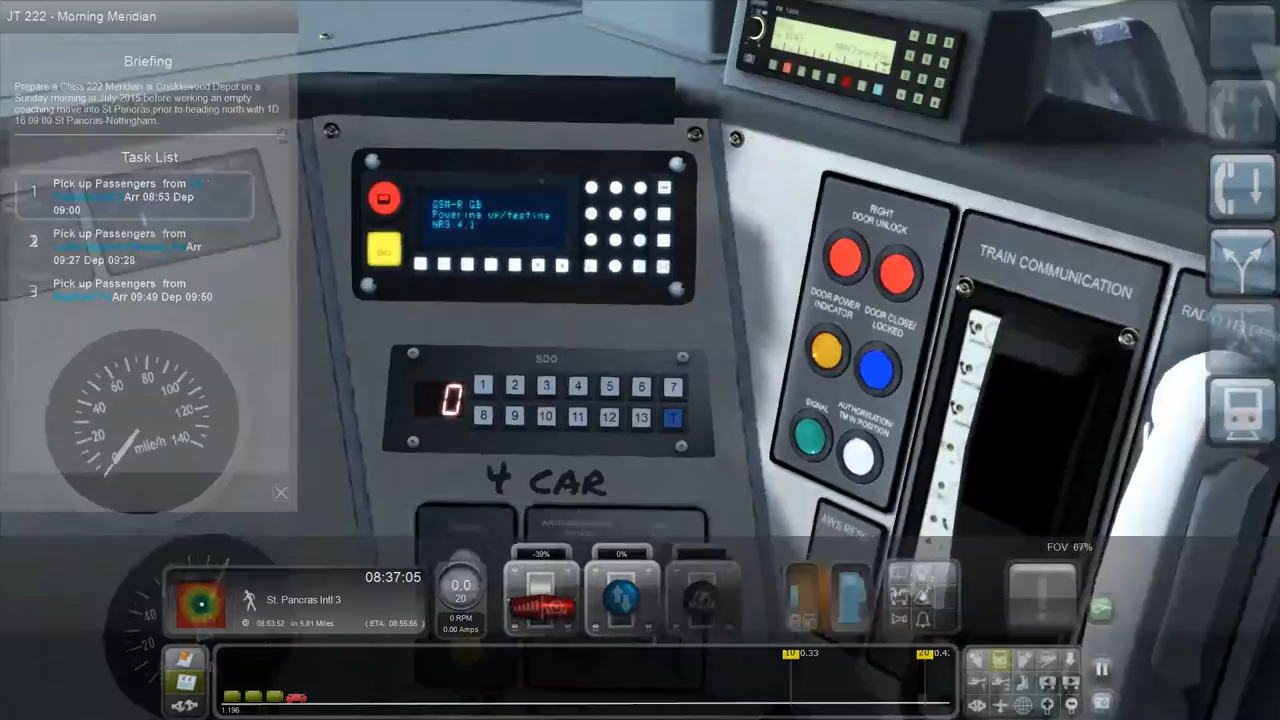 JT 222 - Morning Meridian
Briefing
Prepare a Class 222 Meridian at Cricklewood Depot on a
Sunday morning in July 2015 before working an empty
coaching move into St Pancras prior to heading north with 1D
16 09:00 St Pancras-Nottingham.
Task List
1
Pick up Passengers from
Arr 08:53 Dep
09:00
2
Pick up Passengers from
Arr
09:27 Dep 09:28
3
Pick up Passengers from
Arr 09:49 Dep 09:50
20
40
60
80
100
120
140
mile/h
GSM-R GB
Powering up/testing
NRG.4.1
SDO
0
1 2 3 4 5 6 7
8 9 10 11 12 13 T
4 CAR
RIGHT
DOOR UNLOCK
DOOR POWER
INDICATOR
DOOR CLOSE/
LOCKED
SIGNAL
AUTHORISATION/
TM IN POSITION
TRAIN COMMUNICATION
AWS RESET
FOV 67%
08:37:05
St. Pancras Intl 3
08:53:52 in 5.81 Miles
0.0
20
0 RPM
0.00 Amps
-39%
0%
40
20
10 0.33
20
1:196